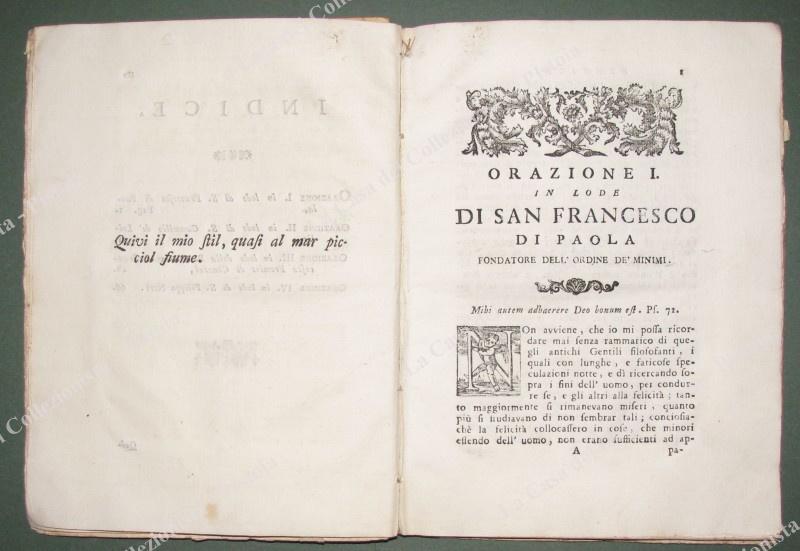 Quivi il mio ſtil, quaſi al mar pic-
ciol fiume.
1
ORAZIONE I.
IN LODE
DI SAN FRANCESCO
DI PAOLA
FONDATORE DELL' ORDINE DE' MINIMI.
Mihi autem adhaerere Deo bonum eſt. Pſ. 72.
NOn avviene, che io mi poſſa ricor-
dare mai ſenza rammarico di que-
gli antichi Gentili filoſofanti, i
quali con lunghe, e faticoſe ſpe-
culazioni notte, e dì ricercando ſo-
pra i fini dell' uomo, per condur-
re ſe, e gli altri alla felicità; tan-
to maggiormente ſi rimanevano miſeri, quanto
più ſi ſtudiavano di non ſembrar tali; concioſia-
chè la felicità collocaſſero in coſe, che minori
eſſendo dell' uomo, non erano ſufficienti ad ap-
A pa-